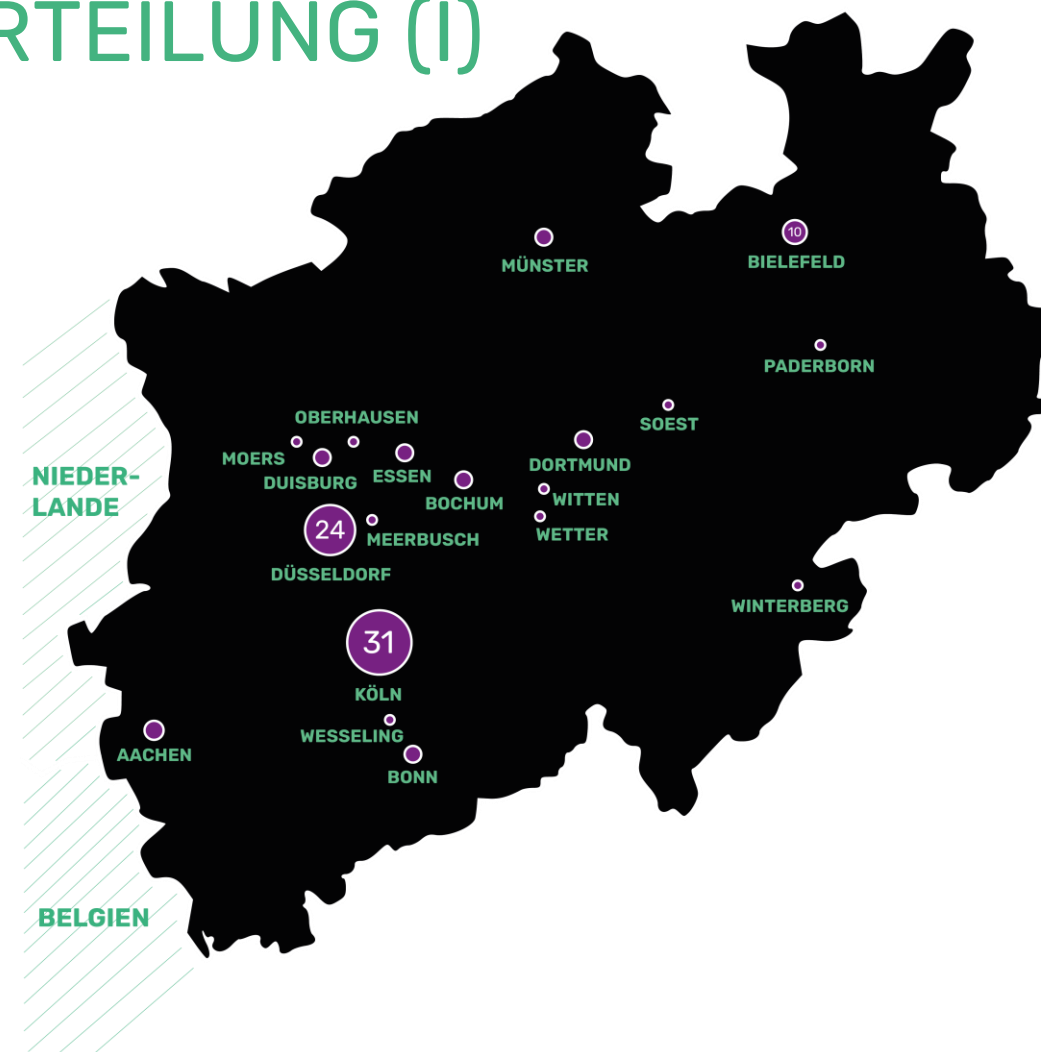 RTEILUNG (I)
MÜNSTER
10
BIELEFELD
PADERBORN
SOEST
OBERHAUSEN
MOERS
DUISBURG
ESSEN
BOCHUM
DORTMUND
WITTEN
WETTER
NIEDER-
LANDE
24
MEERBUSCH
DÜSSELDORF
WINTERBERG
31
KÖLN
WESSELING
AACHEN
BONN
BELGIEN